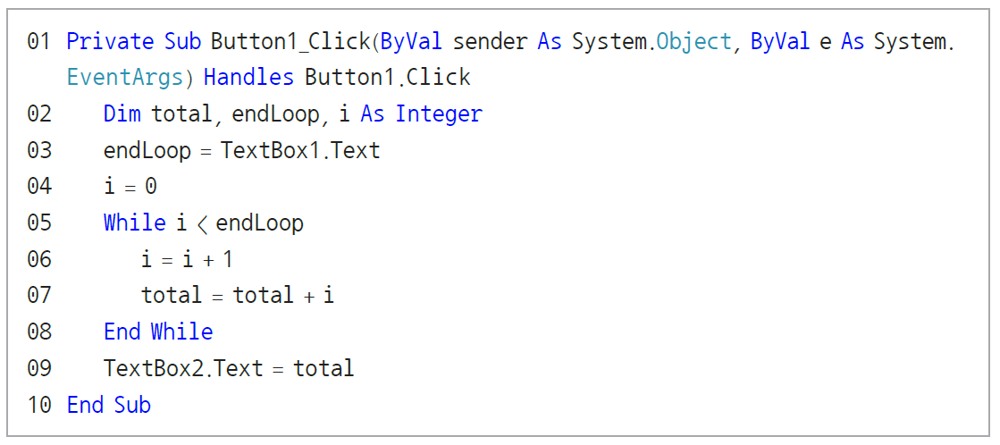 01 Private Sub Button1_Click(ByVal sender As System.Object, ByVal e As System.
EventArgs) Handles Button1.Click
02 Dim total, endLoop, i As Integer
03 endLoop = TextBox1.Text
04 i = 0
05 While i < endLoop
06 i = i + 1
07 total = total + i
08 End While
09 TextBox2.Text = total
10 End Sub